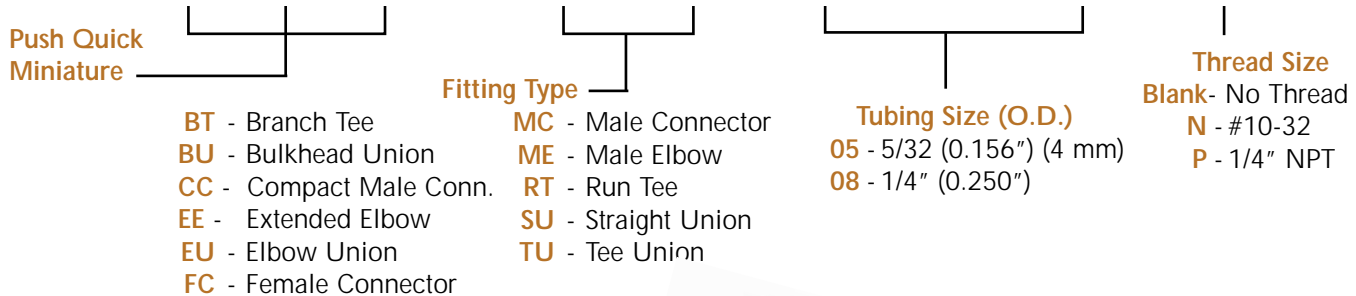 Push Quick
Miniature
Fitting Type
BT - Branch Tee
BU - Bulkhead Union
CC - Compact Male Conn.
EE - Extended Elbow
EU - Elbow Union
FC - Female Connector
MC - Male Connector
ME - Male Elbow
RT - Run Tee
SU - Straight Union
TU - Tee Union
Tubing Size (O.D.)
05 - 5/32 (0.156″) (4 mm)
08 - 1/4″ (0.250″)
Thread Size
Blank- No Thread
N - #10-32
P - 1/4″ NPT